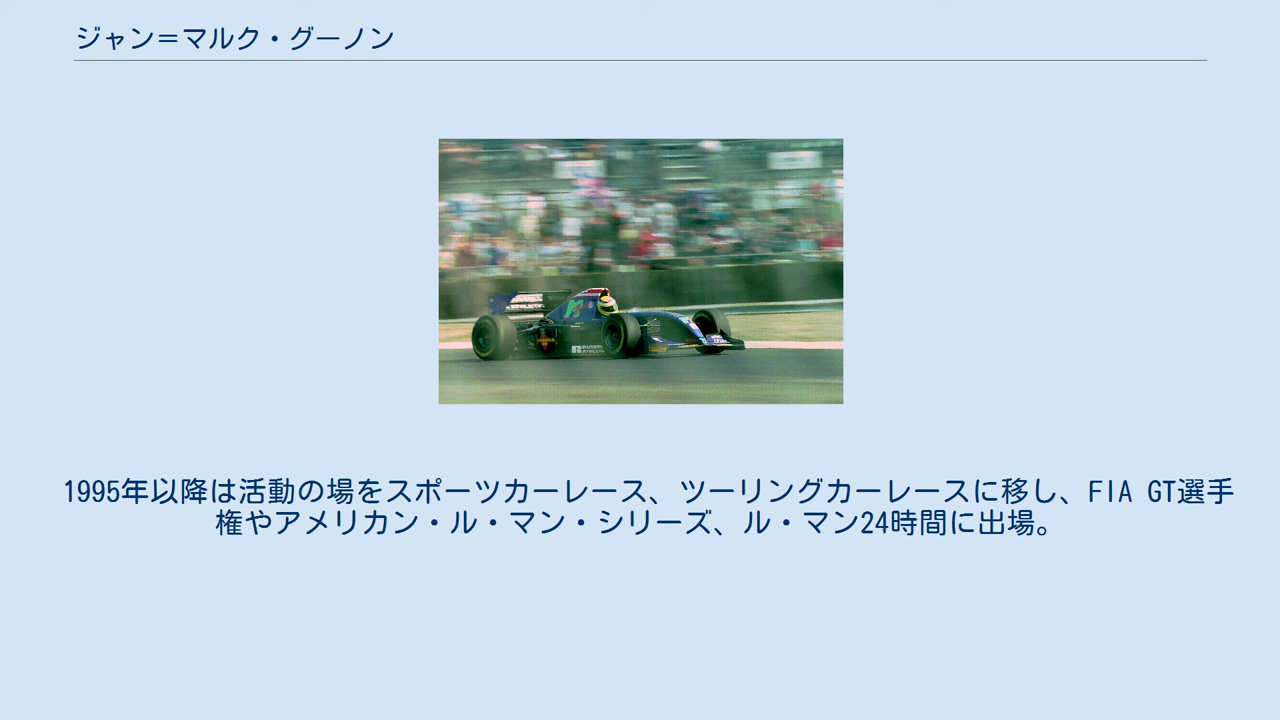 ジャン＝マルク・グーノン
1995年以降は活動の場をスポーツカーレース、ツーリングカーレースに移し、FIA GT選手
権やアメリカン・ル・マン・シリーズ、ル・マン24時間に出場。